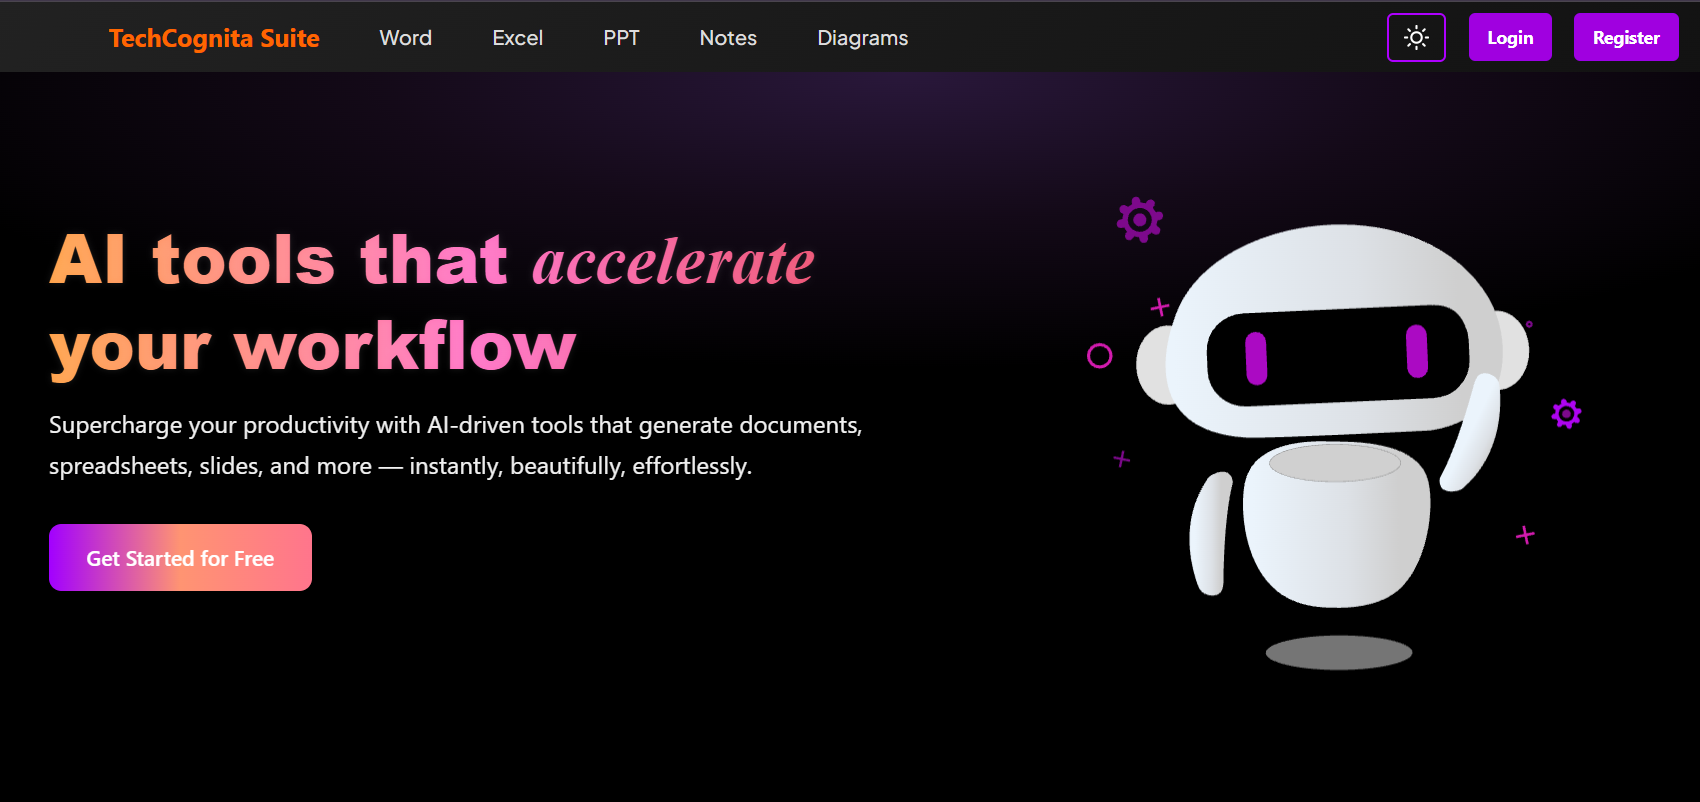 TechCognita Suite Word Excel PPT Notes Diagrams Login Register
AI tools that accelerate
your workflow
Supercharge your productivity with AI-driven tools that generate documents,
spreadsheets, slides, and more — instantly, beautifully, effortlessly.
Get Started for Free